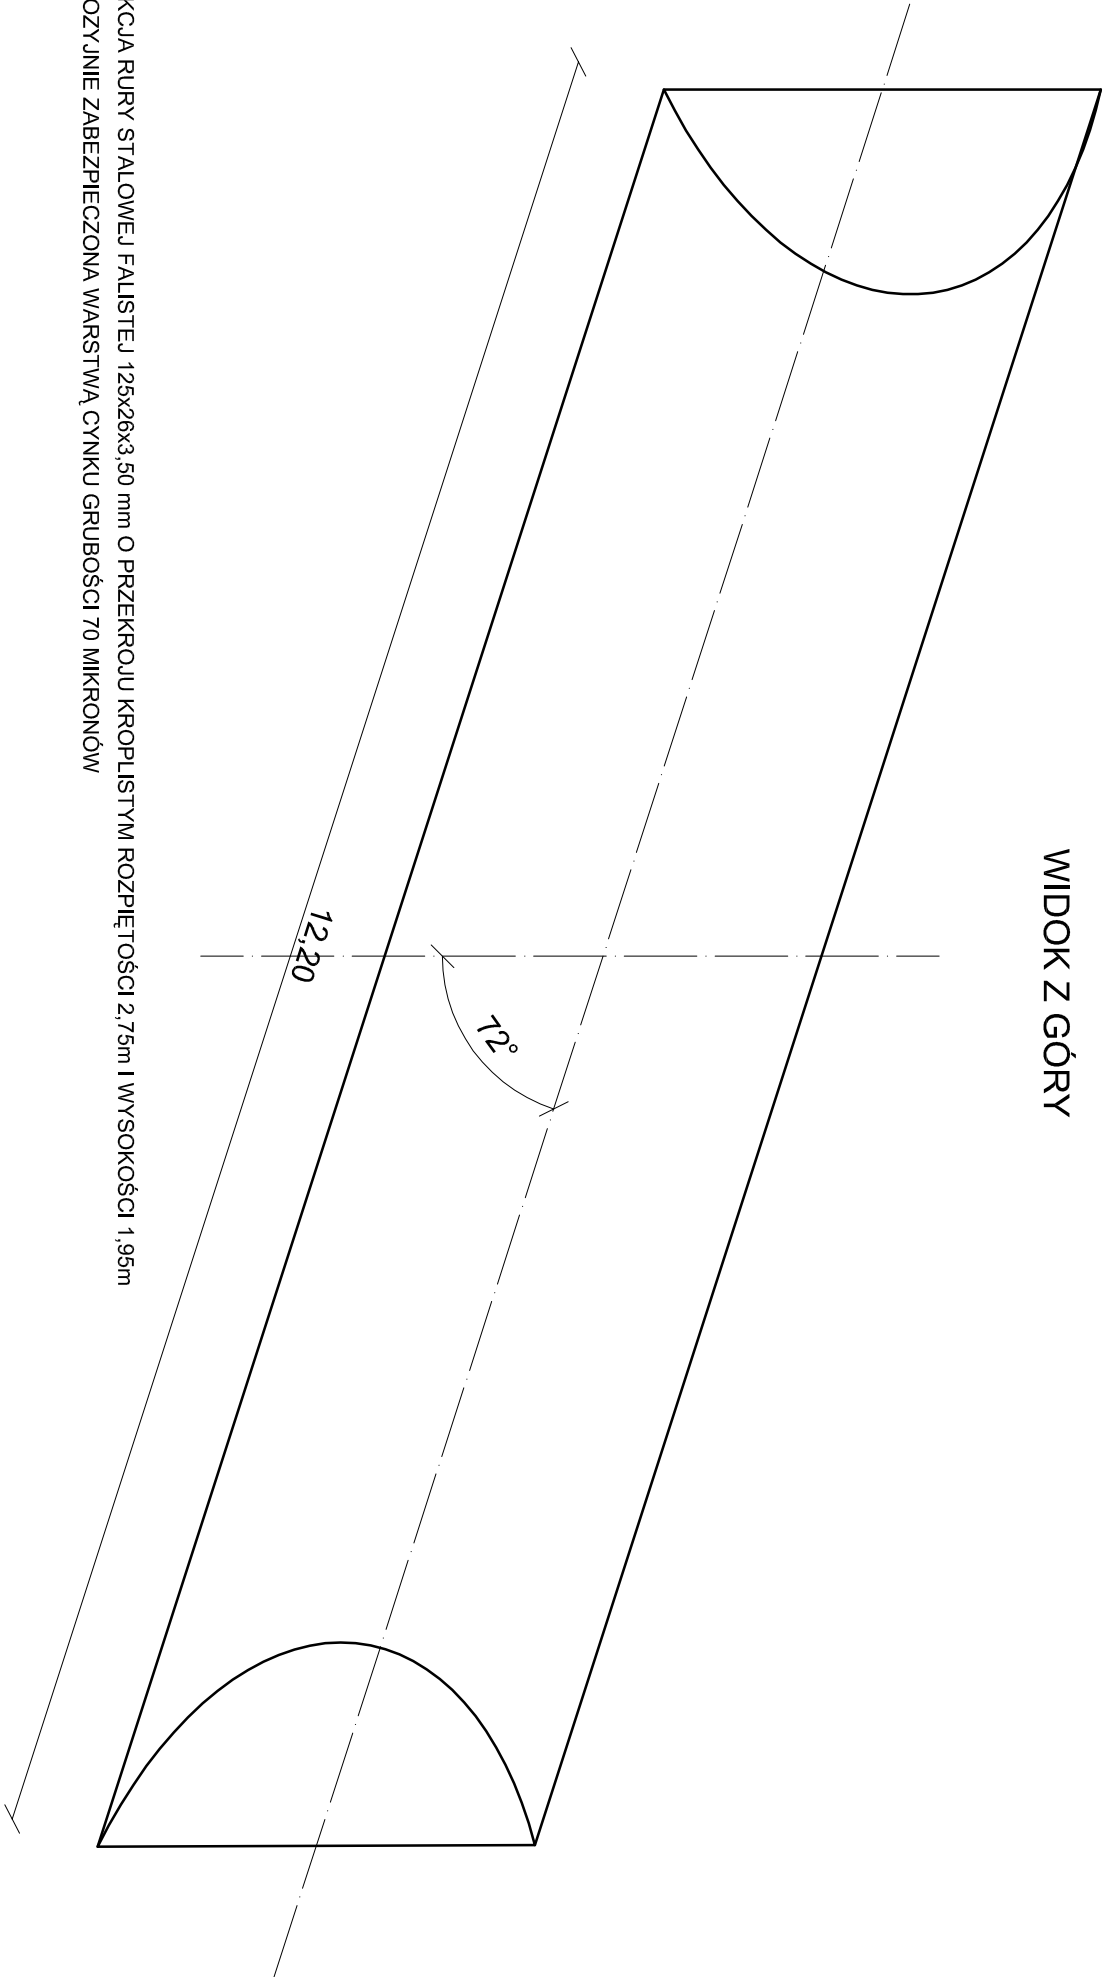 WIDOK Z GÓRY
12,20
72°
KCJA RURY STALOWEJ FALISTEJ 125x26x3,50 mm O PRZEKROJU KROPLISTYM ROZPIĘTOŚCI 2,75m I WYSOKOŚCI 1,95m
OZYJNIE ZABEZPIECZONA WARSTWĄ CYNKU GRUBOŚCI 70 MIKRONÓW